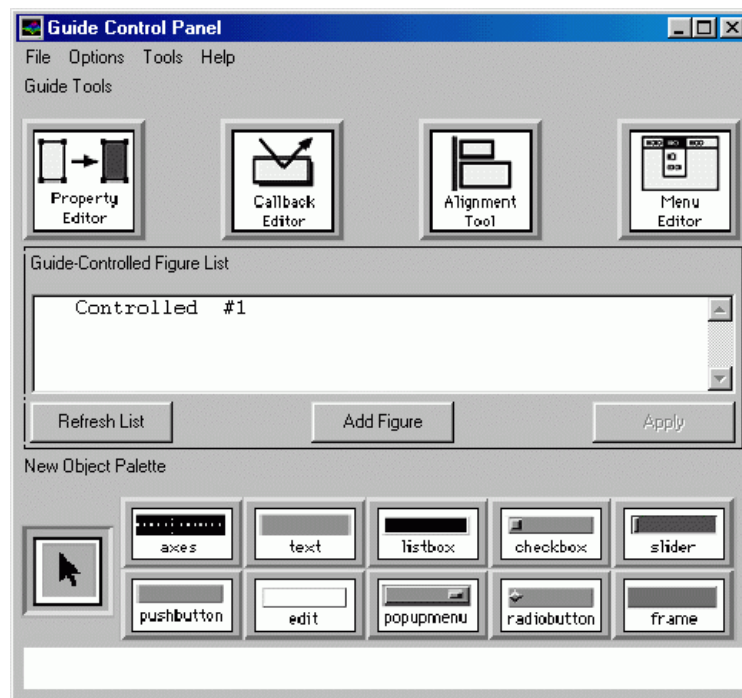 Guide Control Panel
File Options Tools Help
Guide Tools
Property
Editor
Callback
Editor
Alignment
Tool
Menu
Editor
Guide-Controlled Figure List
Controlled #1
Refresh List
Add Figure
Apply
New Object Palette
axes
text
listbox
checkbox
slider
pushbutton
edit
popupmenu
radiobutton
frame